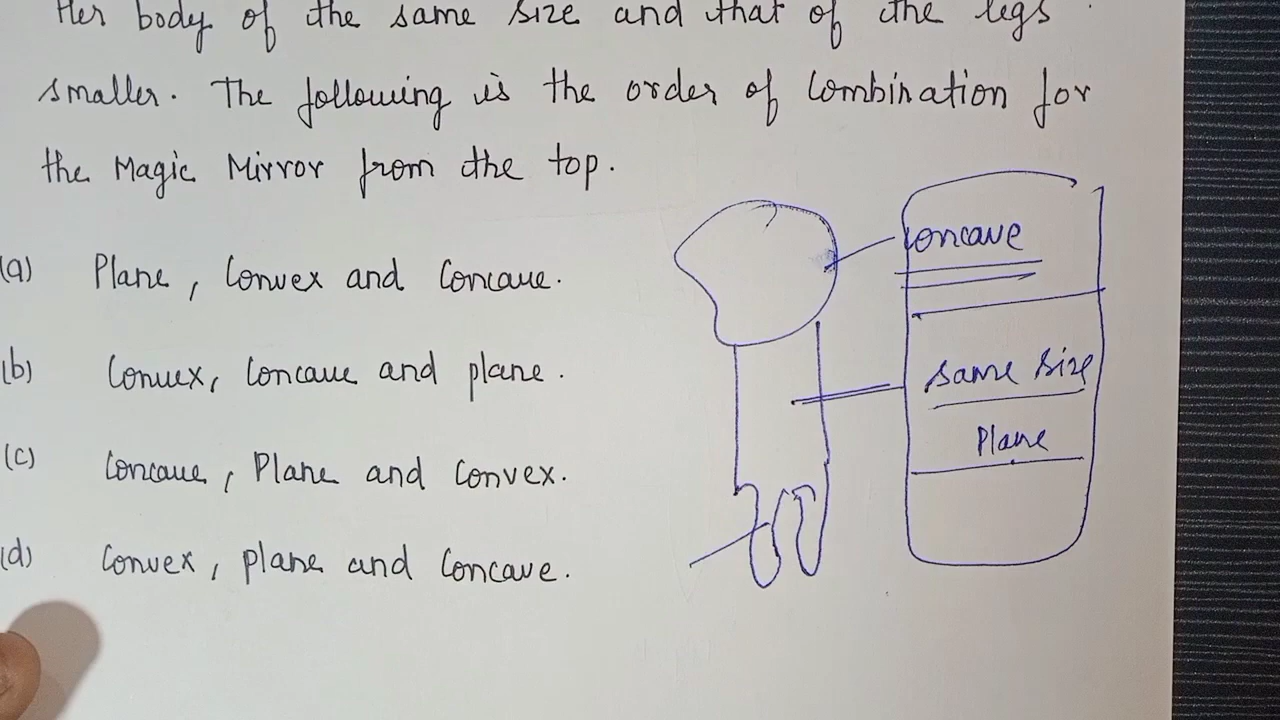 Her body of the same size and that of the legs
smaller. The following is the order of Combination for
the Magic Mirror from the top.
(a) Plane, Convex and Concave.
(b) Convex, Concave and plane.
(c) Concave, Plane and Convex.
(d) Convex, plane and Concave.
Concave
same size
Plane